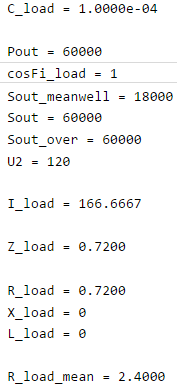 C_load = 1.0000e-04
Pout = 60000
cosFi_load = 1
Sout_meanwell = 18000
Sout = 60000
Sout_over = 60000
U2 = 120
I_load = 166.6667
Z_load = 0.7200
R_load = 0.7200
X_load = 0
L_load = 0
R_load_mean = 2.4000